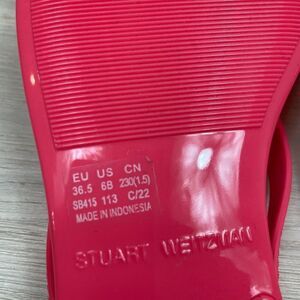 EU US CN
36.5 6B 230(1.5)
SB415 113 C/22
MADE IN INDONESIA
STUART WEITZMAN